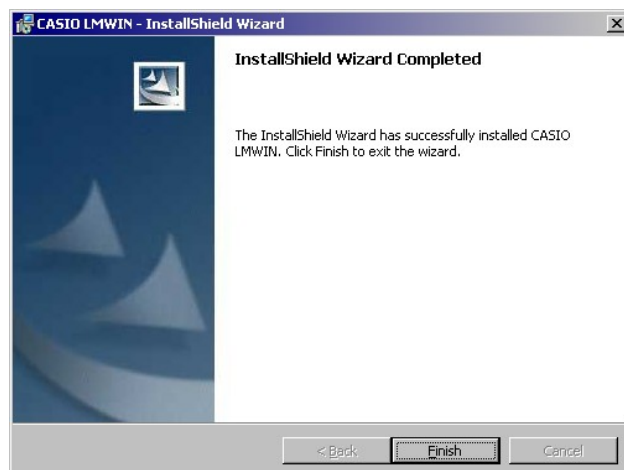 CASIO LMWIN - InstallShield Wizard
InstallShield Wizard Completed
The InstallShield Wizard has successfully installed CASIO
LMWIN. Click Finish to exit the wizard.
< Back Finish Cancel